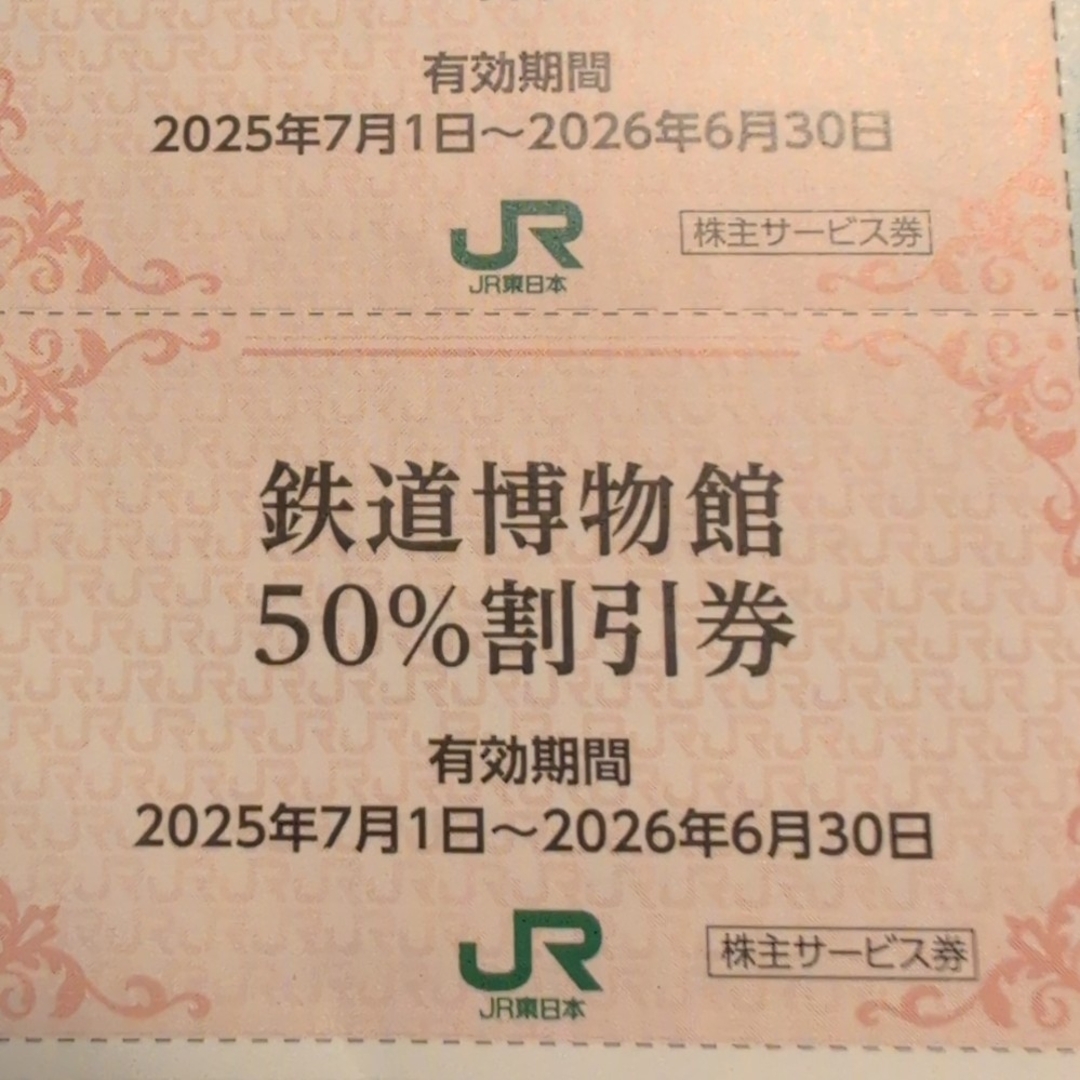 有効期間
2025年7月1日～2026年6月30日
JR
JR東日本
株主サービス券
鉄道博物館
50%割引券
有効期間
2025年7月1日～2026年6月30日
JR
JR東日本
株主サービス券